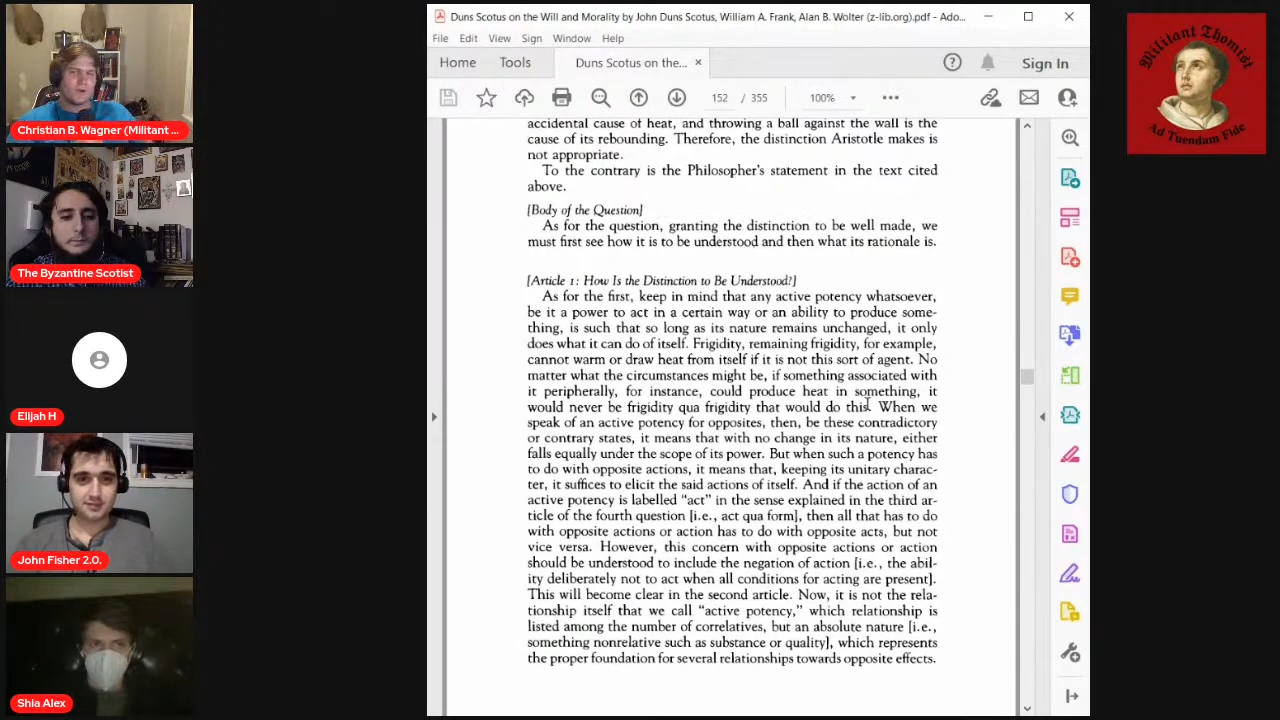 Christian B. Wagner (Militant ...
The Byzantine Scotist
Elijah H
John Fisher 2.0.
Shia Alex
Duns Scotus on the Will and Morality by John Duns Scotus, William A. Frank, Alan B. Wolter (z-lib.org).pdf - Ado...
File Edit View Sign Window Help
Home Tools Duns Scotus on the... × Sign In
152 / 355 100%
accidental cause of heat, and throwing a ball against the wall is the
cause of its rebounding. Therefore, the distinction Aristotle makes is
not appropriate.
To the contrary is the Philosopher's statement in the text cited
above.
[Body of the Question]
As for the question, granting the distinction to be well made, we
must first see how it is to be understood and then what its rationale is.
[Article 1: How Is the Distinction to Be Understood?]
As for the first, keep in mind that any active potency whatsoever,
be it a power to act in a certain way or an ability to produce some-
thing, is such that so long as its nature remains unchanged, it only
does what it can do of itself. Frigidity, remaining frigidity, for example,
cannot warm or draw heat from itself if it is not this sort of agent. No
matter what the circumstances might be, if something associated with
it peripherally, for instance, could produce heat in something, it
would never be frigidity qua frigidity that would do this. When we
speak of an active potency for opposites, then, be these contradictory
or contrary states, it means that with no change in its nature, either
falls equally under the scope of its power. But when such a potency has
to do with opposite actions, it means that, keeping its unitary charac-
ter, it suffices to elicit the said actions of itself. And if the action of an
active potency is labelled "act" in the sense explained in the third ar-
ticle of the fourth question [i.e., act qua form], then all that has to do
with opposite actions or action has to do with opposite acts, but not
vice versa. However, this concern with opposite actions or action
should be understood to include the negation of action [i.e., the abil-
ity deliberately not to act when all conditions for acting are present].
This will become clear in the second article. Now, it is not the rela-
tionship itself that we call "active potency," which relationship is
listed among the number of correlatives, but an absolute nature [i.e.,
something nonrelative such as substance or quality], which represents
the proper foundation for several relationships towards opposite effects.
Militant Thomist
Ad Tuendam Fide